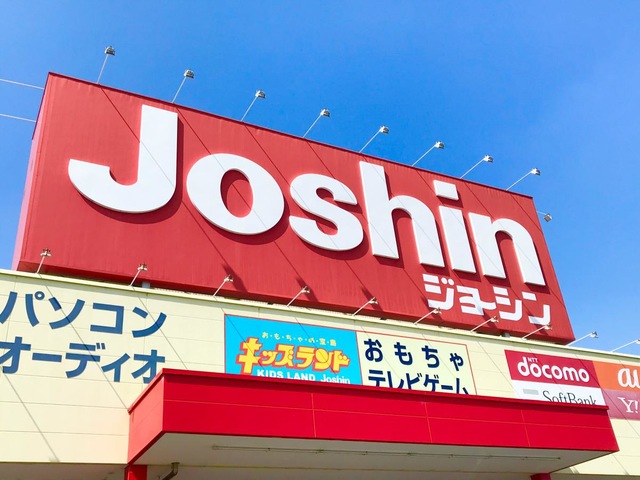 Joshin
ジョーシン
パソコン
オーディオ
おもちゃの宝島
キッズランド
KIDS LAND Joshin
おもちゃ
テレビゲーム
NTT
döcomo
SoftBank
au
Y!